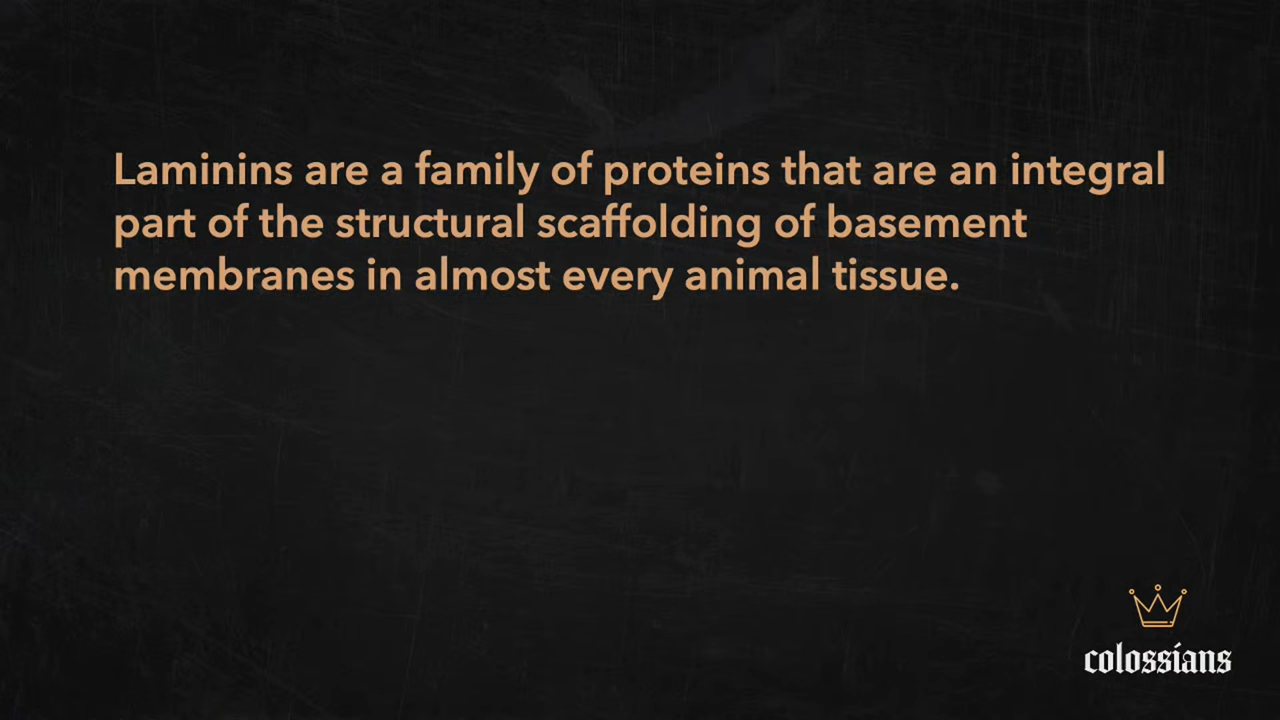 Laminins are a family of proteins that are an integral
part of the structural scaffolding of basement
membranes in almost every animal tissue.
colossians